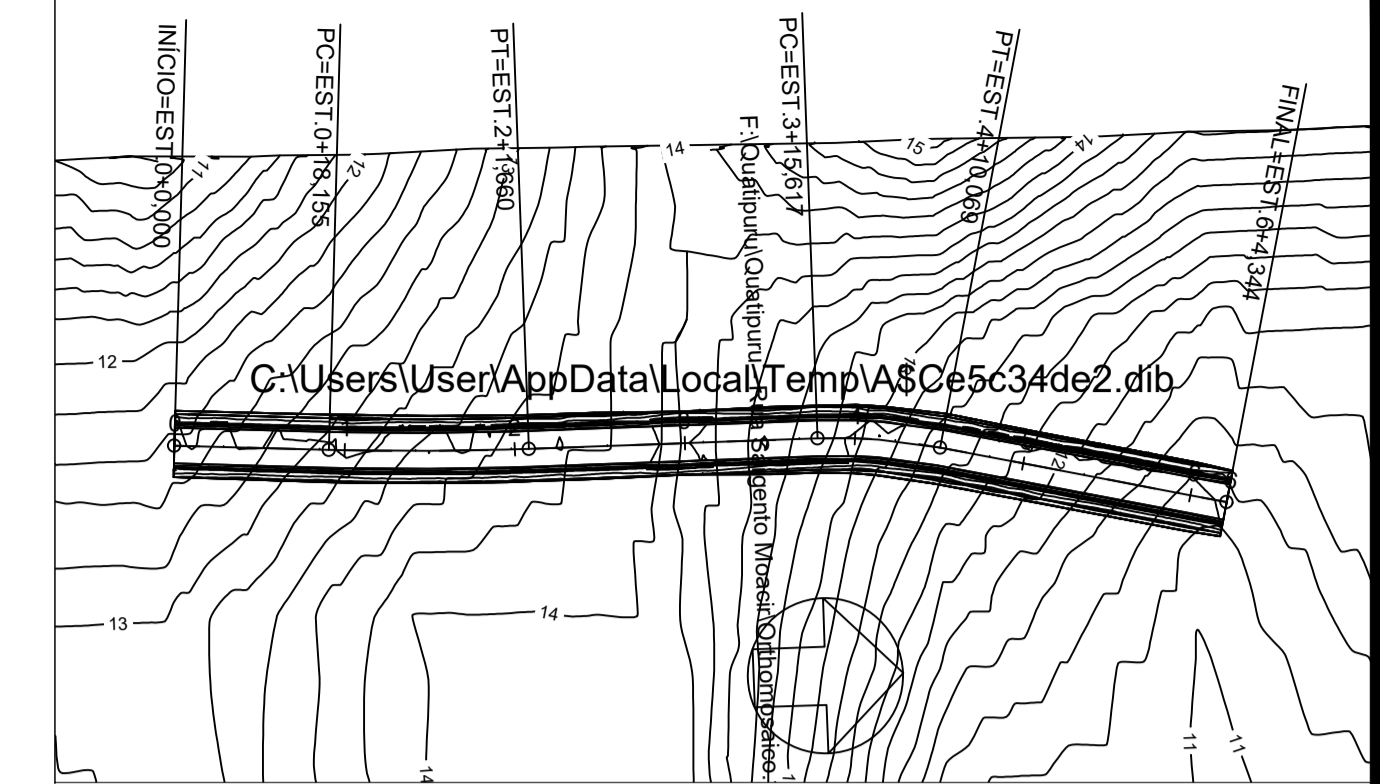 INÍCIO=EST.0+0,000
PC=EST.0+18,155
PT=EST.2+1,660
PC=EST.3+15,617
PT=EST.4+10,069
FINAL=EST.6+4,344
11
12
14
15
14
12
C:\Users\User\AppData\Local\Temp\A$Ce5c34de2.dib
F:\Quatipuru\Quatipuru - Rua Sargento Moacir\Orthomosaico.
12
13
14
14
11
11